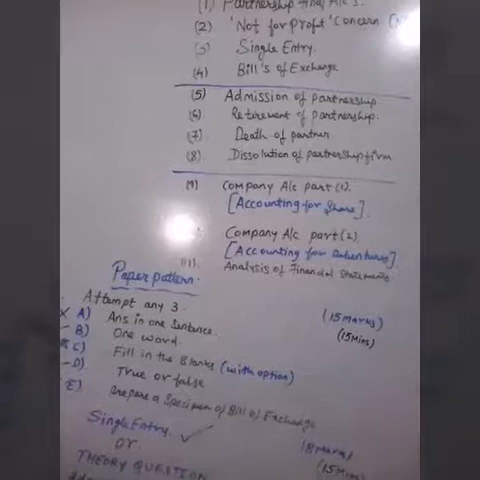 (1) Partnership Final A/c's.
(2) 'Not for Profit' Concern
(3) Single Entry.
(4) Bill's of Exchange
(5) Admission of partnership
(6) Retirement of partnership.
(7) Death of partner
(8) Dissolution of partnership firm
(9) Company A/c part (1).
[Accounting for Share].
Company A/c part (2).
[Accounting for Debentures].
Analysis of Financial Statements
Paper pattern.
Attempt any 3. (15 Marks)
A) Ans in one Sentence. (15 Mins)
B) One word.
C) Fill in the Blanks (with option)
D) True or false
E) Prepare a Specimen of Bill of Exchange
Single Entry. ✓ (8 Marks)
OR (15 Mins)
THEORY QUESTION